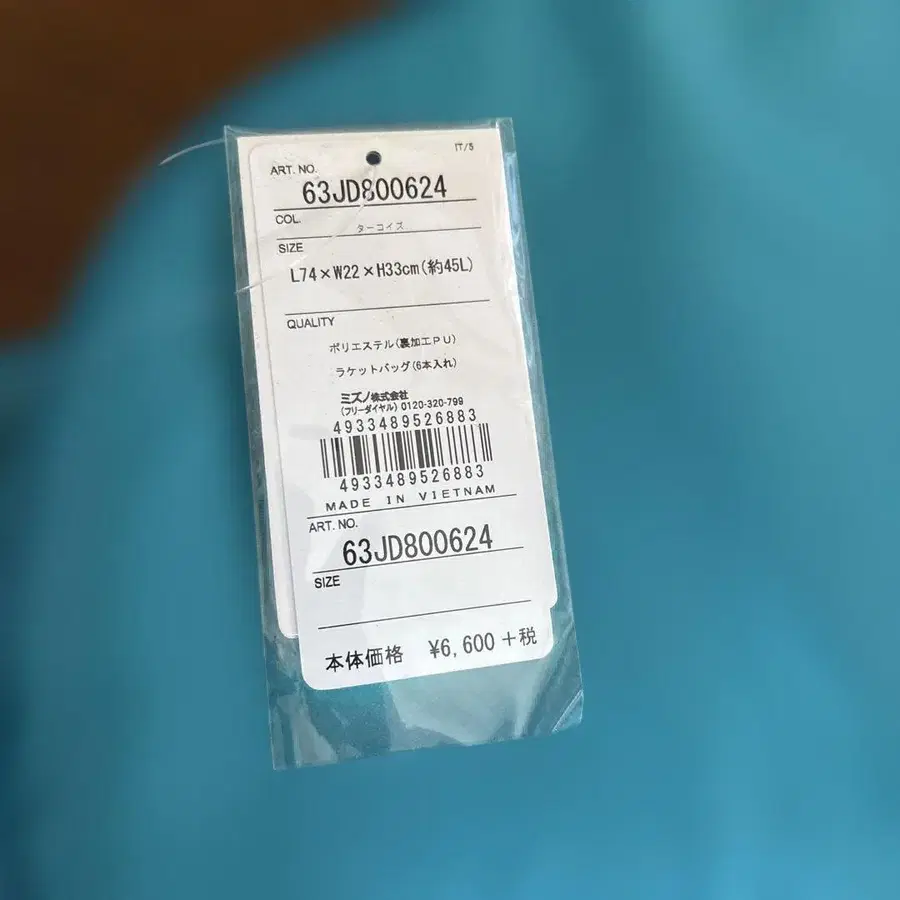 IT/5
ART. NO.
63JD800624
COL.
ターコイズ
SIZE
L74×W22×H33cm(約45L)
QUALITY
ポリエステル(裏加工PU)
ラケットバッグ(6本入れ)
ミズノ株式会社
(フリーダイヤル) 0120-320-799
4933489526883
4933489526883
MADE IN VIETNAM
ART. NO.
63JD800624
SIZE
本体価格 ¥6,600+税